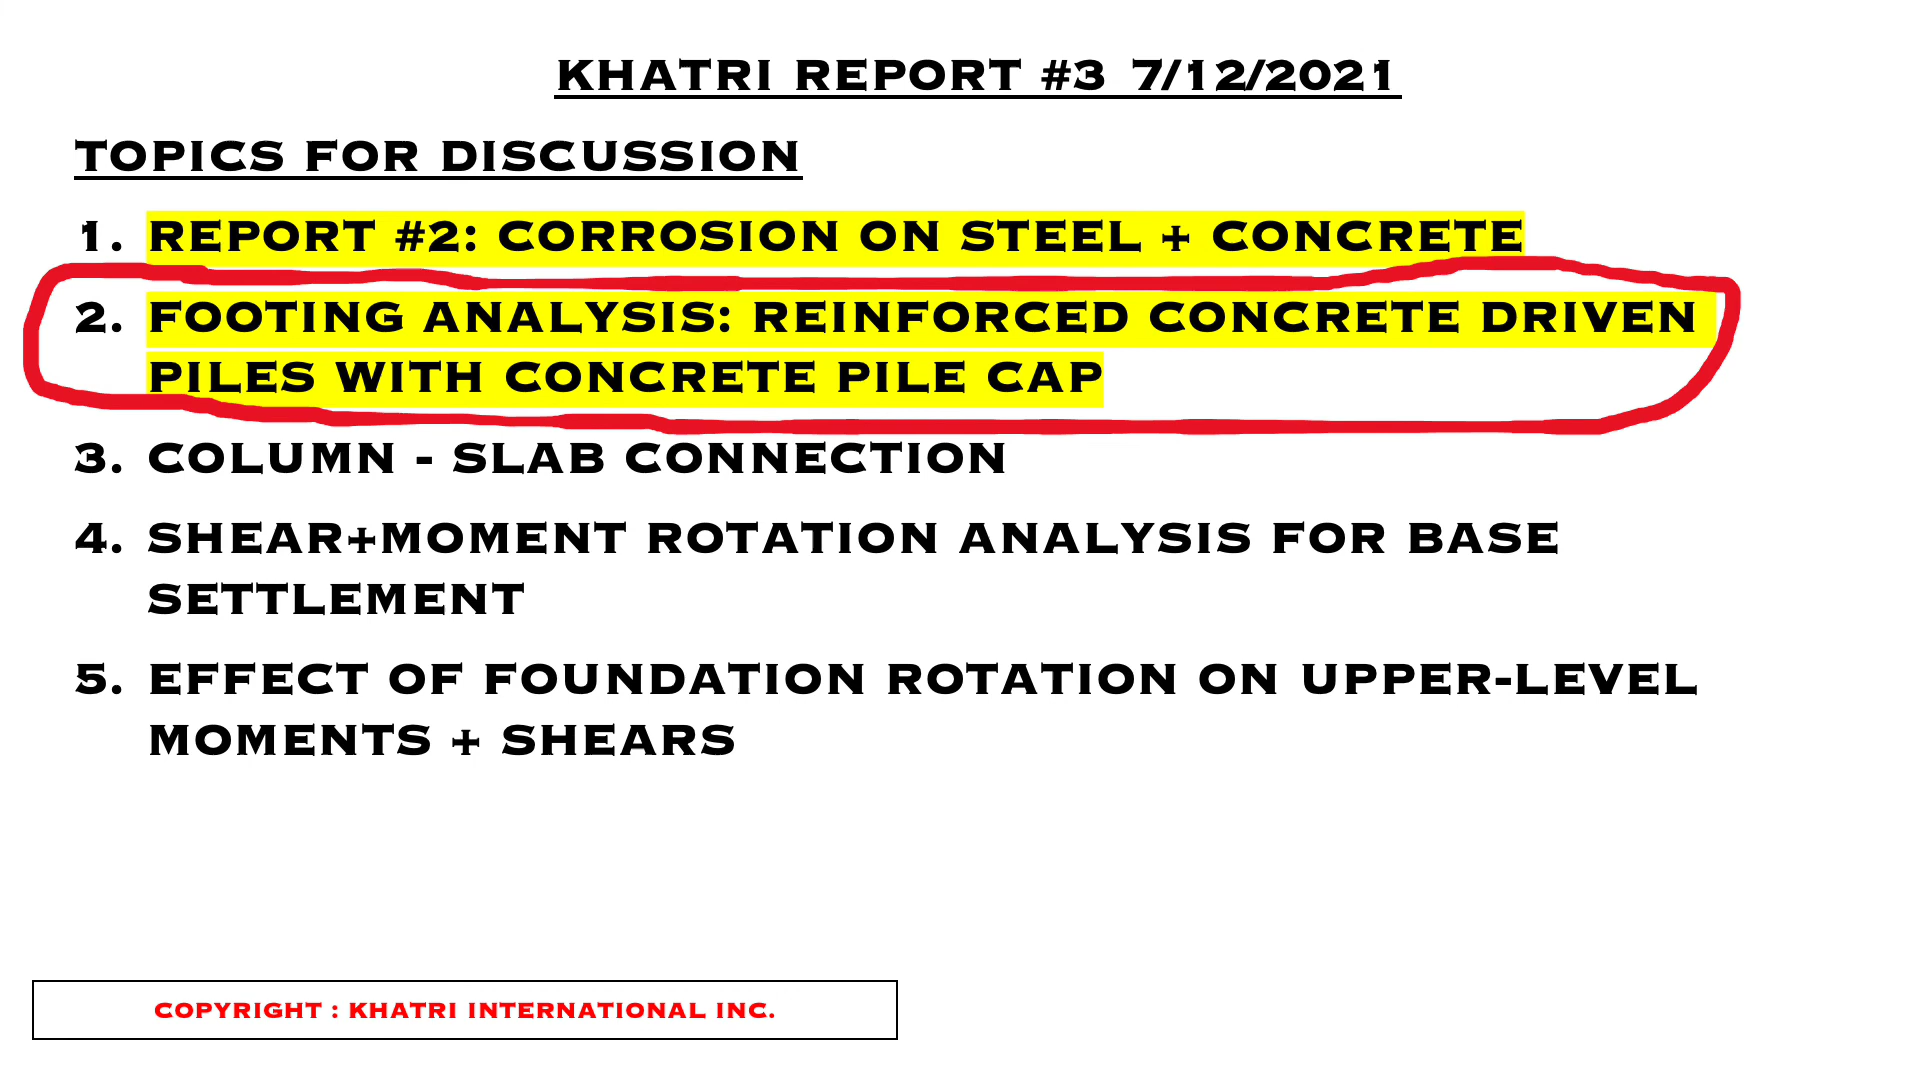 KHATRI REPORT #3 7/12/2021
TOPICS FOR DISCUSSION
1. REPORT #2: CORROSION ON STEEL + CONCRETE
2. FOOTING ANALYSIS: REINFORCED CONCRETE DRIVEN
PILES WITH CONCRETE PILE CAP
3. COLUMN - SLAB CONNECTION
4. SHEAR+MOMENT ROTATION ANALYSIS FOR BASE
SETTLEMENT
5. EFFECT OF FOUNDATION ROTATION ON UPPER-LEVEL
MOMENTS + SHEARS
COPYRIGHT : KHATRI INTERNATIONAL INC.